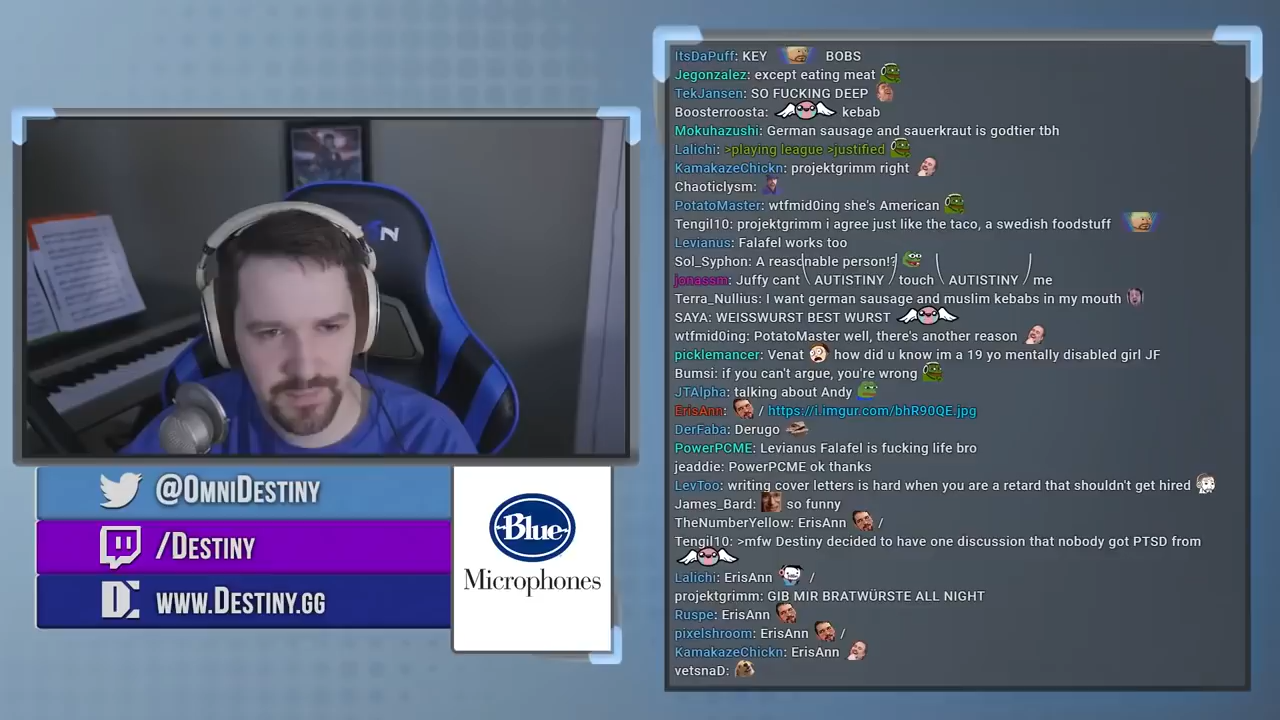 ItsDaPuff: KEY BOBS
Jegonzalez: except eating meat
TekJansen: SO FUCKING DEEP
Boosterroosta: kebab
Mokuhazushi: German sausage and sauerkraut is godtier tbh
Lalichi: >playing league >justified
KamakazeChickn: projektgrimm right
Chaoticlysm:
PotatoMaster: wtfmid0ing she's American
Tengil10: projektgrimm i agree just like the taco, a swedish foodstuff
Levianus: Falafel works too
Sol_Syphon: A reasonable person!?
jonassm: Juffy cant \ AUTISTINY / touch \ AUTISTINY / me
Terra_Nullius: I want german sausage and muslim kebabs in my mouth
SAYA: WEISSWURST BEST WURST
wtfmid0ing: PotatoMaster well, there's another reason
picklemancer: Venat how did u know im a 19 yo mentally disabled girl JF
Bumsi: if you can't argue, you're wrong
JTAlpha: talking about Andy
ErisAnn: / https://i.imgur.com/bhR90QE.jpg
DerFaba: Derugo
PowerPCME: Levianus Falafel is fucking life bro
jeaddie: PowerPCME ok thanks
LevToo: writing cover letters is hard when you are a retard that shouldn't get hired
James_Bard: so funny
TheNumberYellow: ErisAnn /
Tengil10: >mfw Destiny decided to have one discussion that nobody got PTSD from
Lalichi: ErisAnn /
projektgrimm: GIB MIR BRATWÜRSTE ALL NIGHT
Ruspe: ErisAnn
pixelshroom: ErisAnn /
KamakazeChickn: ErisAnn
vetsnaD:
N
@OmniDestiny
/Destiny
www.Destiny.gg
Blue
Microphones